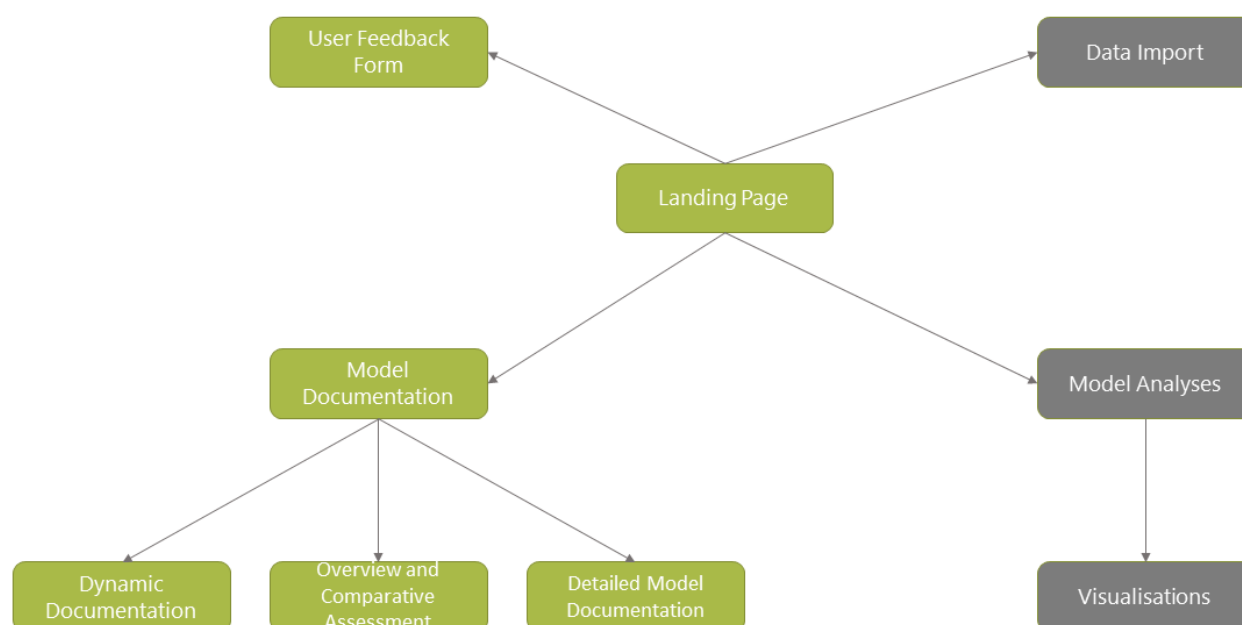 User Feedback
Form
Data Import
Landing Page
Model
Documentation
Model Analyses
Dynamic
Documentation
Overview and
Comparative
Assessment
Detailed Model
Documentation
Visualisations